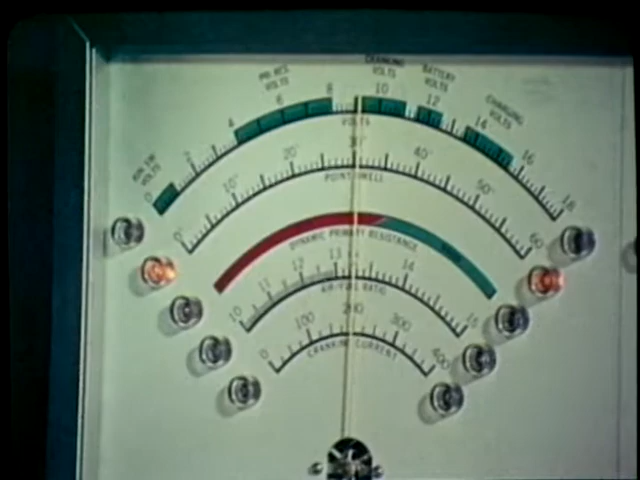 CRANKING
VOLTS
PRI. RES.
VOLTS
BATTERY
VOLTS
CHARGING
VOLTS
VOLTS
0 2 4 6 8 10 12 14 16 18
VOLTS
0° 10° 20° 30° 40° 50° 60
POINT DWELL
DYNAMIC PRIMARY RESISTANCE
10 11 12 13 14 15
AIR-FUEL RATIO
0 100 200 300 400
CRANKING CURRENT